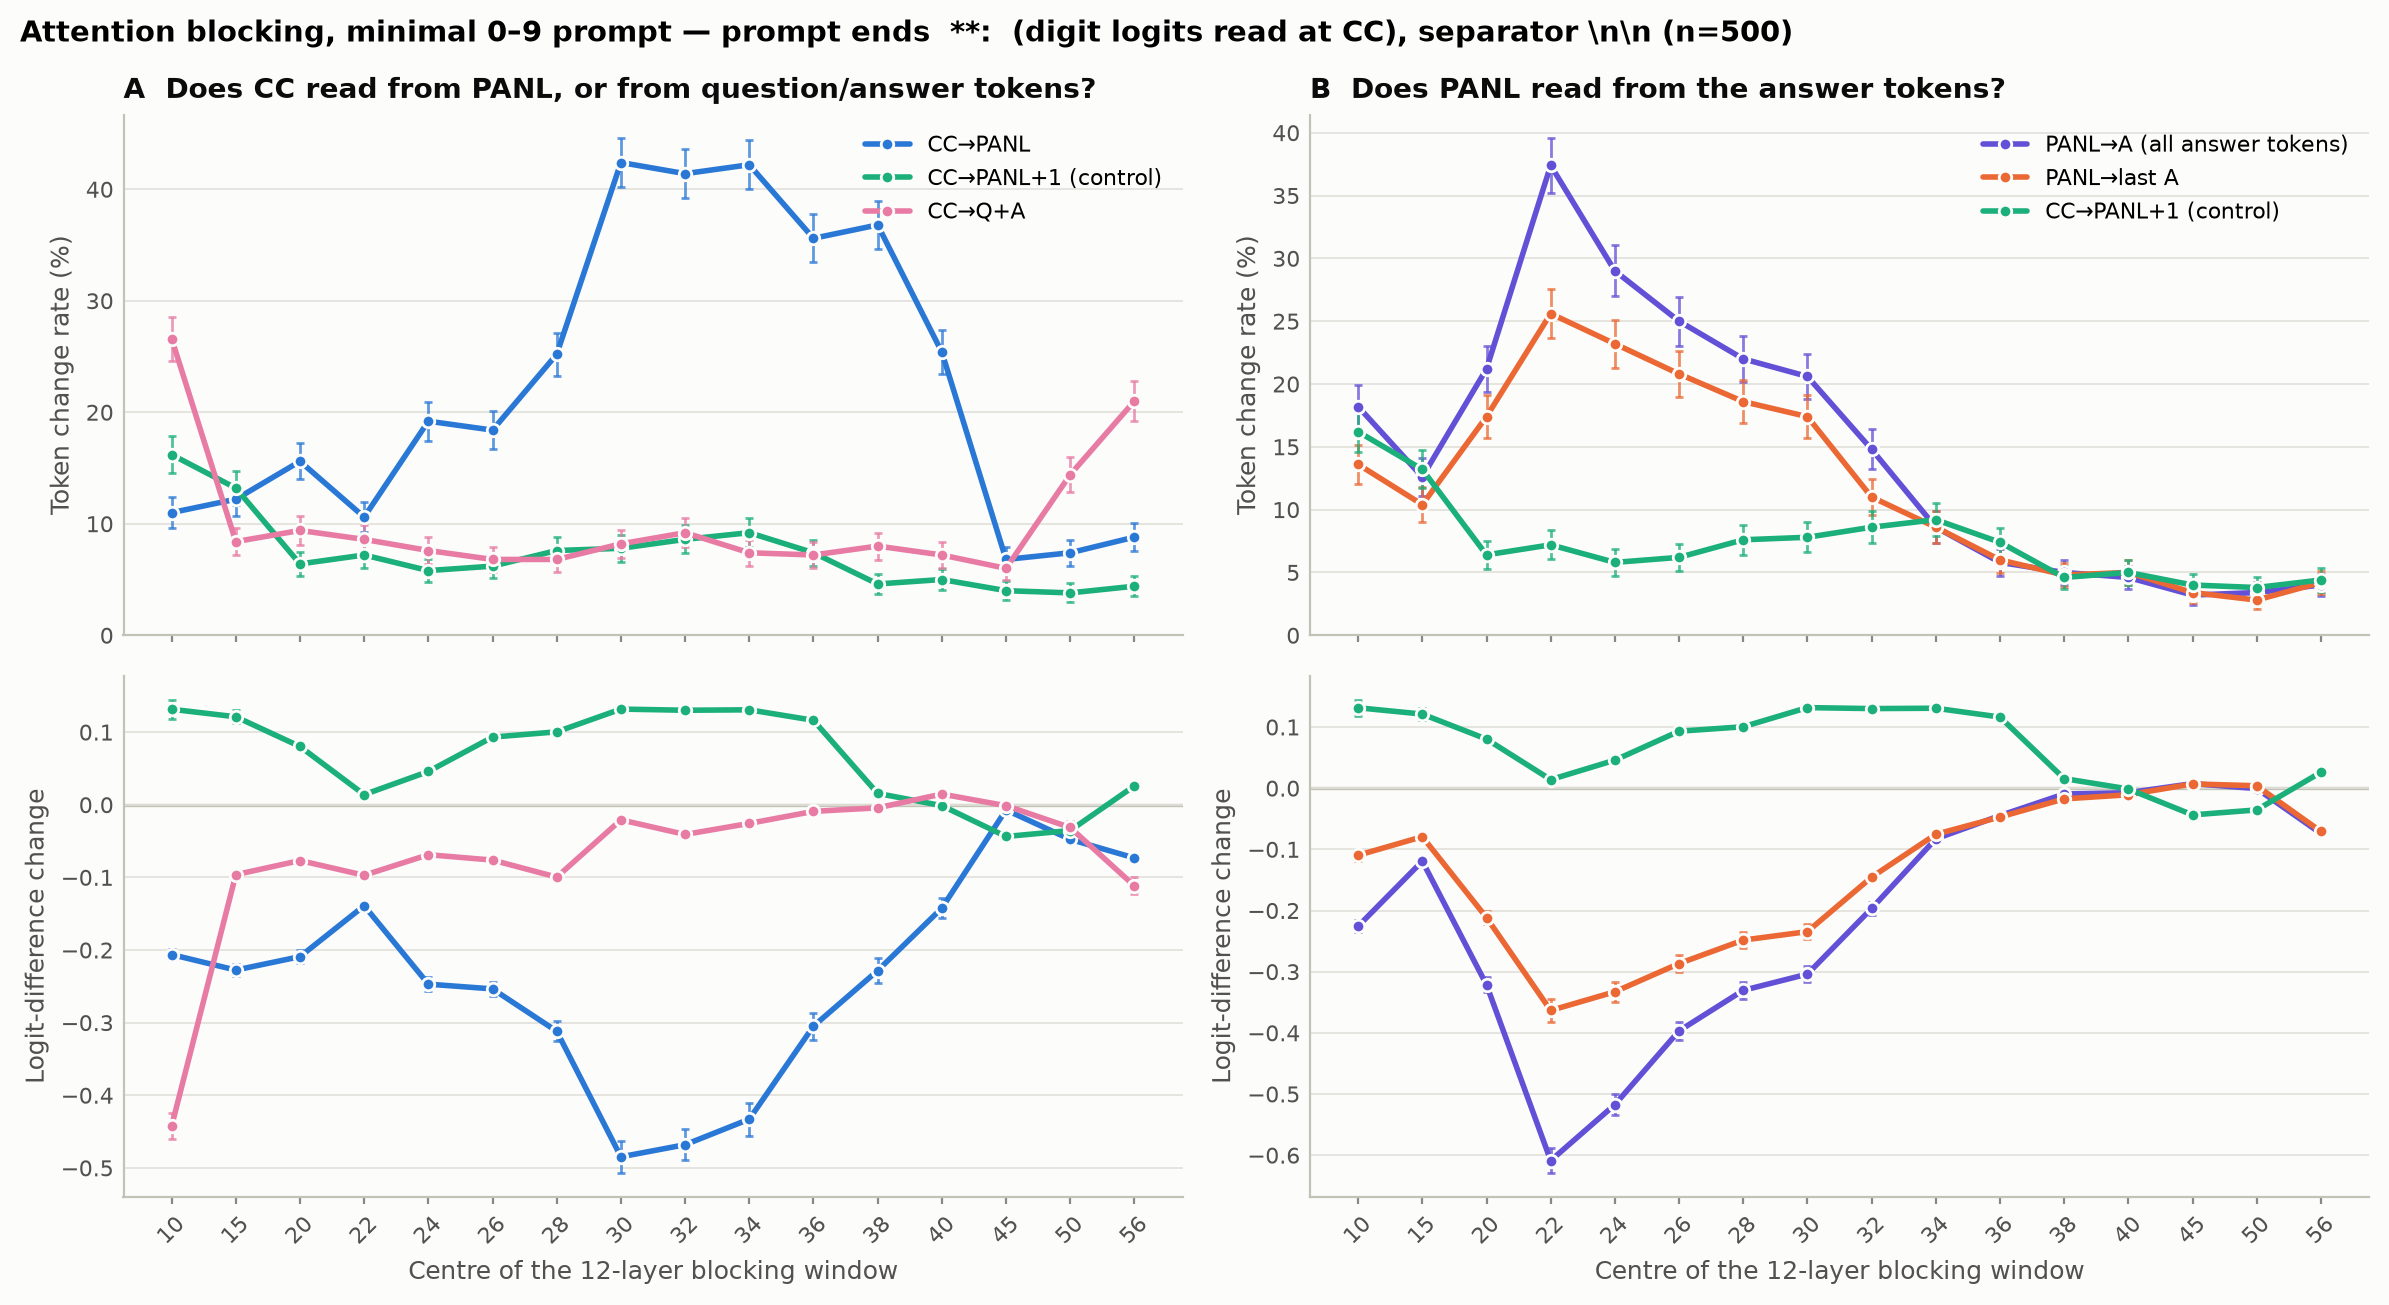 Attention blocking, minimal 0–9 prompt — prompt ends  **:  (digit logits read at CC), separator \n\n (n=500)
A  Does CC read from PANL, or from question/answer tokens?
Token change rate (%)
40
30
20
10
0
CC→PANL
CC→PANL+1 (control)
CC→Q+A
B  Does PANL read from the answer tokens?
Token change rate (%)
40
35
30
25
20
15
10
5
0
PANL→A (all answer tokens)
PANL→last A
CC→PANL+1 (control)
Logit-difference change
0.1
0.0
−0.1
−0.2
−0.3
−0.4
−0.5
10 15 20 22 24 26 28 30 32 34 36 38 40 45 50 56
Centre of the 12-layer blocking window
Logit-difference change
0.1
0.0
−0.1
−0.2
−0.3
−0.4
−0.5
−0.6
10 15 20 22 24 26 28 30 32 34 36 38 40 45 50 56
Centre of the 12-layer blocking window